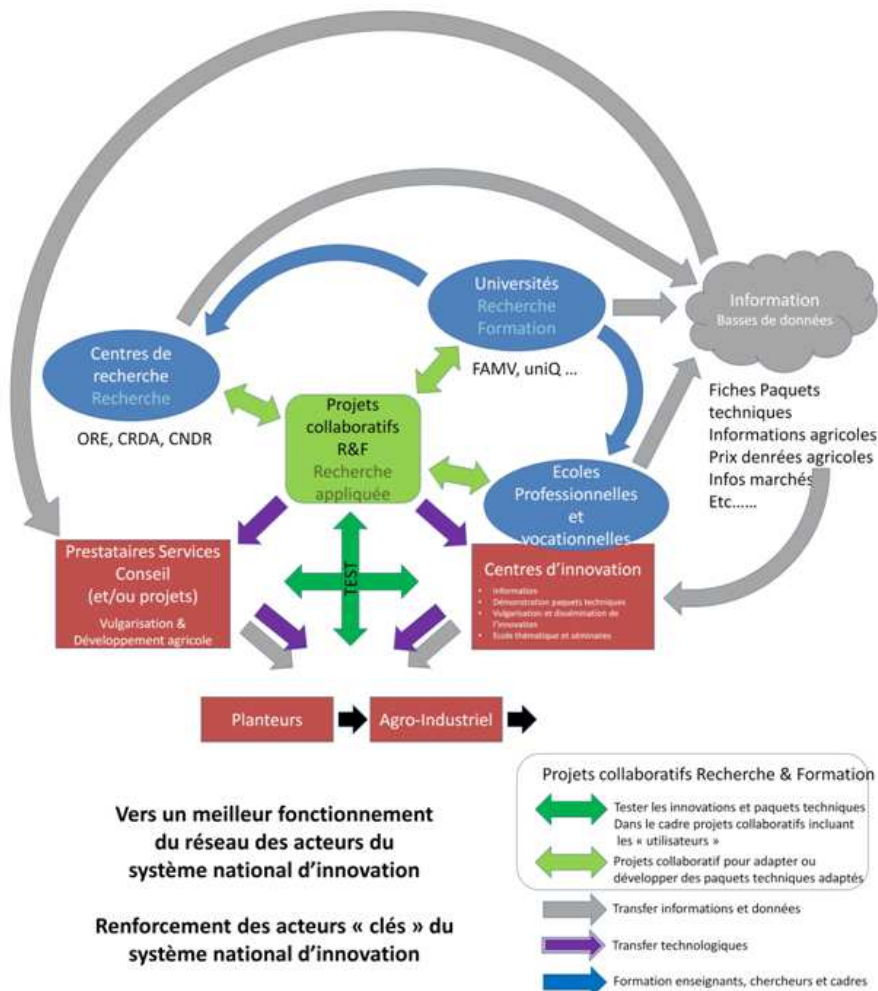 Universités
Recherche
Formation
Information
Basses de données
Centres de
recherche
Recherche
FAMV, uniQ ...
ORE, CRDA, CNDR
Projets
collaboratifs
R&F
Recherche
appliquée
Fiches Paquets
techniques
Informations agricoles
Prix denrées agricoles
Infos marchés
Etc......
Ecoles
Professionnelles
et
vocationnelles
Prestataires Services
Conseil
(et/ou projets)
Vulgarisation &
Développement agricole
TEST
Centres d'innovation
• Information
• Démonstration paquets techniques
• Vulgarisation et dissémination de
l'innovation
• Ecole thématique et séminaires
Planteurs
Agro-Industriel
Vers un meilleur fonctionnement
du réseau des acteurs du
système national d'innovation
Renforcement des acteurs « clés » du
système national d'innovation
Projets collaboratifs Recherche & Formation
Tester les innovations et paquets techniques
Dans le cadre projets collaboratifs incluant
les « utilisateurs »
Projets collaboratif pour adapter ou
développer des paquets techniques adaptés
Transfer informations et données
Transfer technologiques
Formation enseignants, chercheurs et cadres